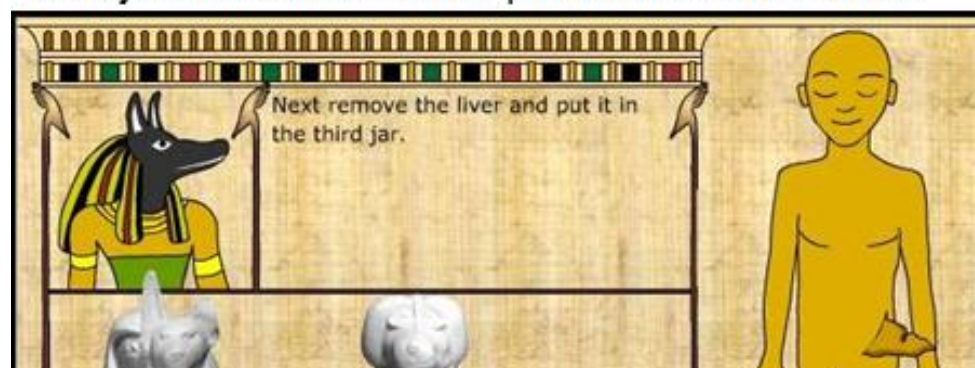 Next remove the liver and put it in
the third jar.